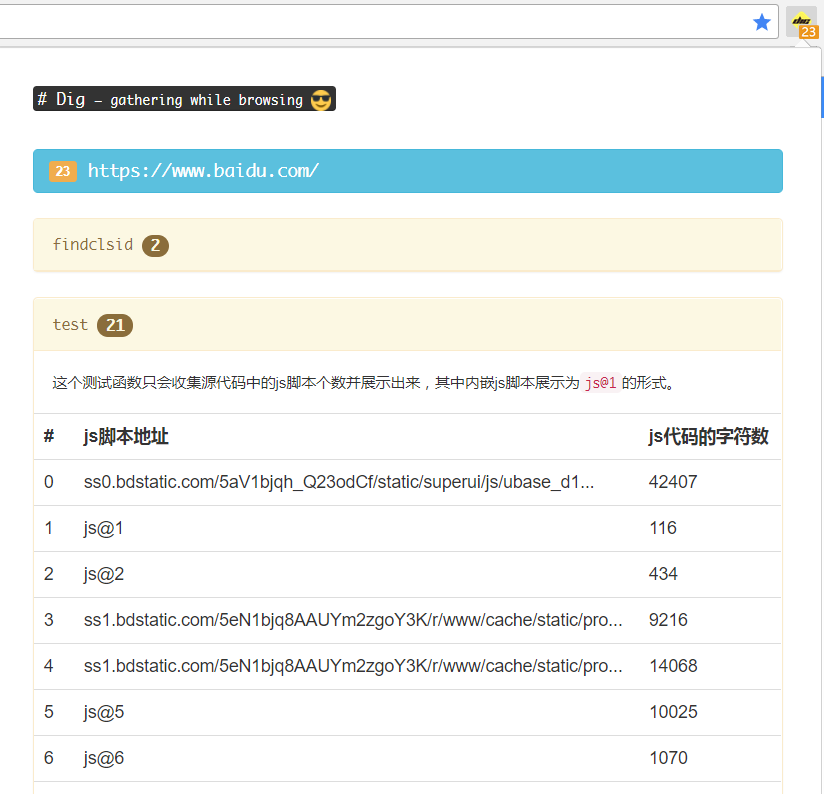 dig
23
# Dig – gathering while browsing 😎
23 https://www.baidu.com/
findclsid 2
test 21
这个测试函数只会收集源代码中的js脚本个数并展示出来，其中内嵌js脚本展示为 js@1 的形式。
# js脚本地址 js代码的字符数
0 ss0.bdstatic.com/5aV1bjqh_Q23odCf/static/superui/js/ubase_d1... 42407
1 js@1 116
2 js@2 434
3 ss1.bdstatic.com/5eN1bjq8AAUYm2zgoY3K/r/www/cache/static/pro... 9216
4 ss1.bdstatic.com/5eN1bjq8AAUYm2zgoY3K/r/www/cache/static/pro... 14068
5 js@5 10025
6 js@6 1070